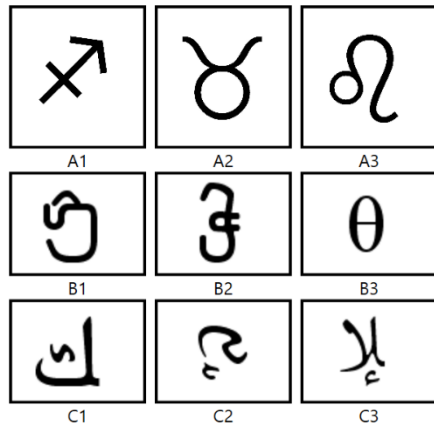 ♐ ♉ ♌
A1 A2 A3
θ
B1 B2 B3
ك
C1 C2 C3